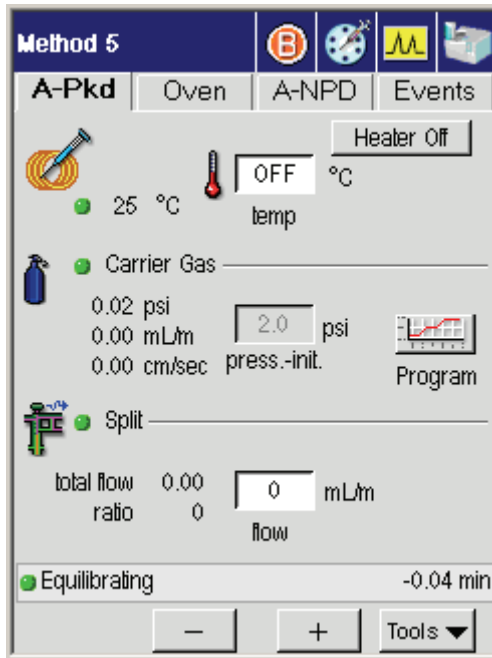 Method 5
B
A-Pkd Oven A-NPD Events
Heater Off
OFF °C
25 °C
temp
Carrier Gas
0.02 psi
0.00 mL/m
2.0 psi
0.00 cm/sec
press.-init.
Program
Split
total flow 0.00
ratio 0
0 mL/m
flow
Equilibrating -0.04 min
− + Tools